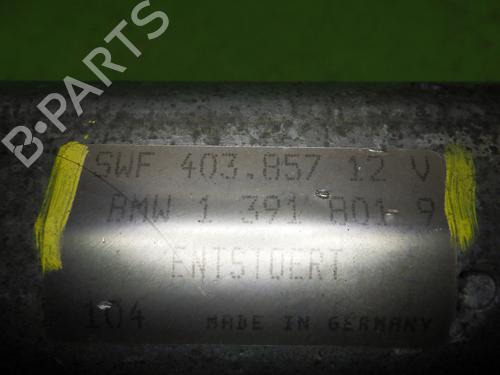 B-PARTS
SWF 403.857 12 V
BMW 1 391 801 9
ENTSTOERT
104 MADE IN GERMANY